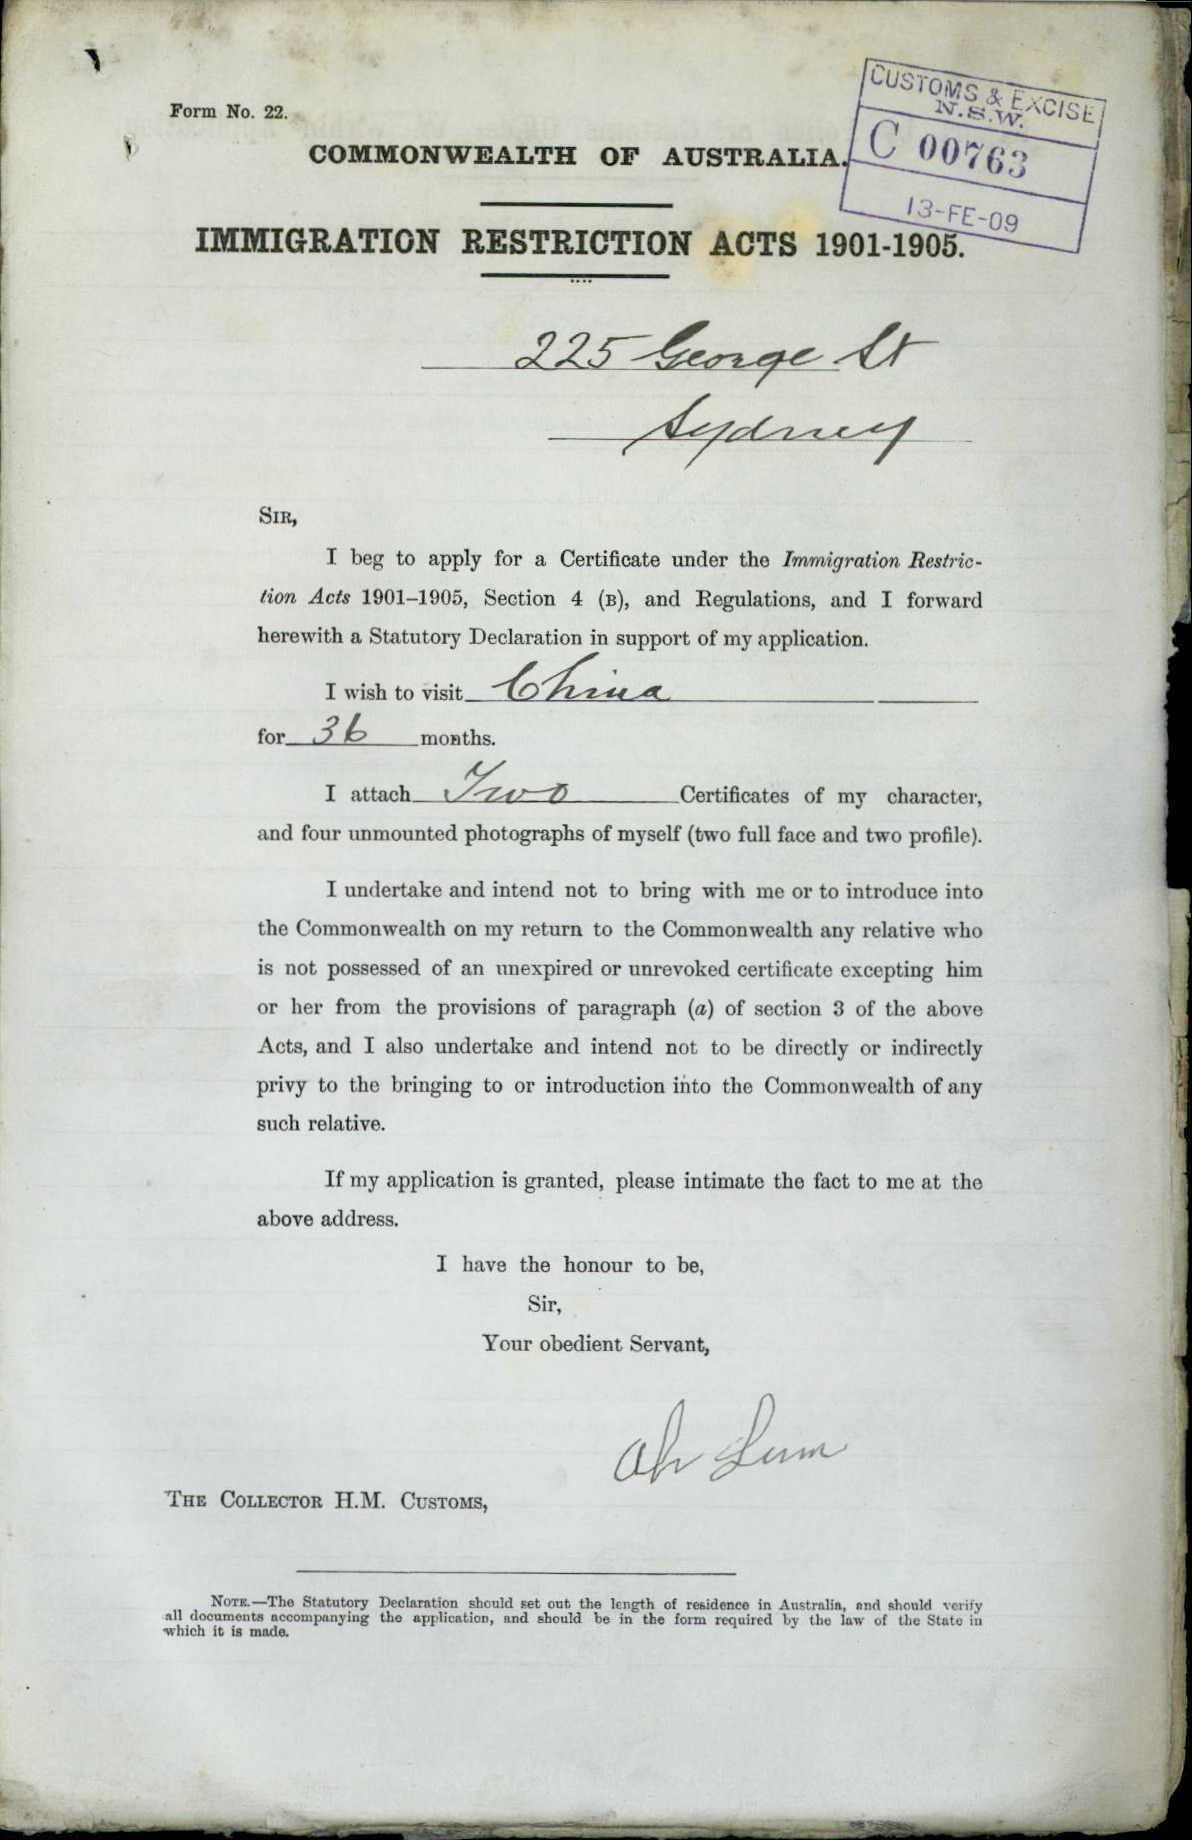 Form No. 22.
CUSTOMS & EXCISE
N.S.W.
C 00763
13-FE-09
COMMONWEALTH OF AUSTRALIA.
IMMIGRATION RESTRICTION ACTS 1901-1905.
225 George St
Sydney
SIR,
I beg to apply for a Certificate under the Immigration Restric-
tion Acts 1901–1905, Section 4 (B), and Regulations, and I forward
herewith a Statutory Declaration in support of my application.
I wish to visit China
for 36 months.
I attach Two Certificates of my character,
and four unmounted photographs of myself (two full face and two profile).
I undertake and intend not to bring with me or to introduce into
the Commonwealth on my return to the Commonwealth any relative who
is not possessed of an unexpired or unrevoked certificate excepting him
or her from the provisions of paragraph (a) of section 3 of the above
Acts, and I also undertake and intend not to be directly or indirectly
privy to the bringing to or introduction into the Commonwealth of any
such relative.
If my application is granted, please intimate the fact to me at the
above address.
I have the honour to be,
Sir,
Your obedient Servant,
Ah Lum
THE COLLECTOR H.M. CUSTOMS,
NOTE.—The Statutory Declaration should set out the length of residence in Australia, and should verify
all documents accompanying the application, and should be in the form required by the law of the State in
which it is made.